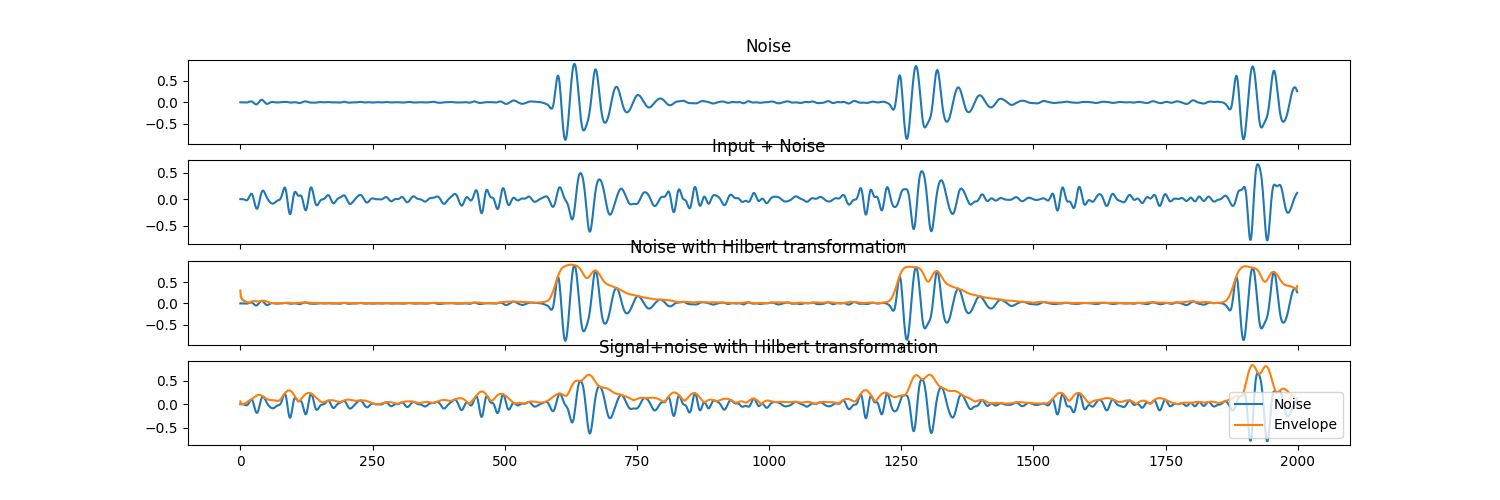 Noise
0.5
0.0
−0.5
Input + Noise
0.5
0.0
−0.5
Noise with Hilbert transformation
0.5
0.0
−0.5
Signal+noise with Hilbert transformation
0.5
0.0
−0.5
Noise
Envelope
0 250 500 750 1000 1250 1500 1750 2000